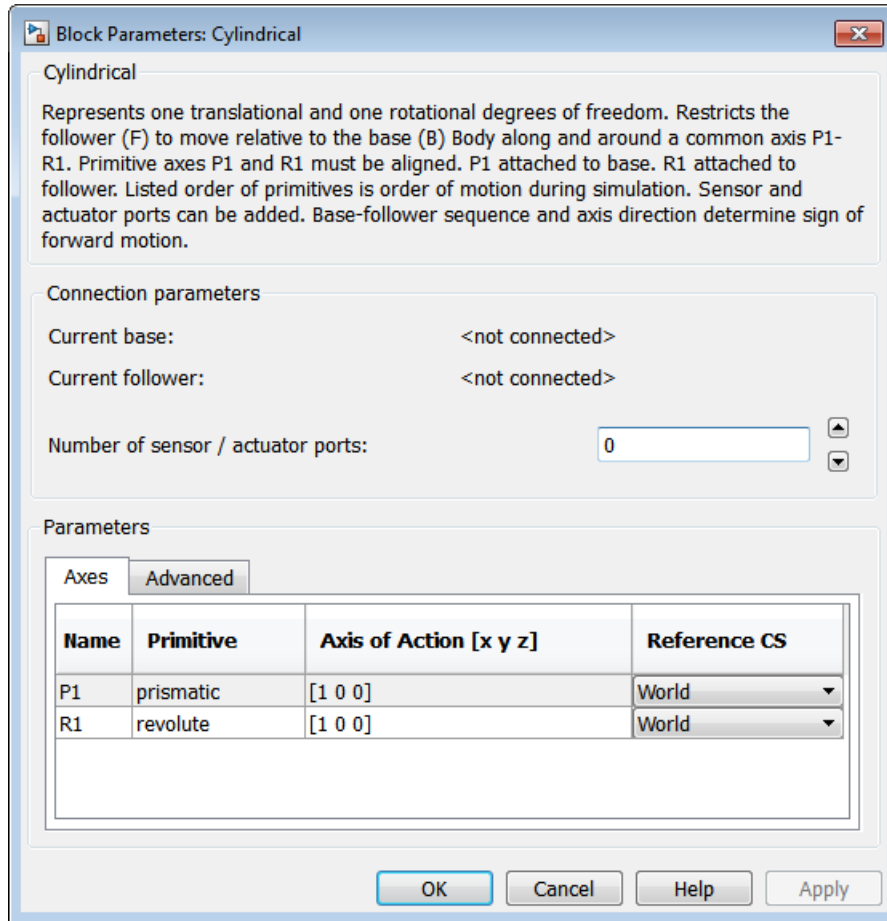 Block Parameters: Cylindrical
Cylindrical
Represents one translational and one rotational degrees of freedom. Restricts the
follower (F) to move relative to the base (B) Body along and around a common axis P1-
R1. Primitive axes P1 and R1 must be aligned. P1 attached to base. R1 attached to
follower. Listed order of primitives is order of motion during simulation. Sensor and
actuator ports can be added. Base-follower sequence and axis direction determine sign of
forward motion.
Connection parameters
Current base: <not connected>
Current follower: <not connected>
Number of sensor / actuator ports: 0
Parameters
Axes Advanced
Name Primitive Axis of Action [x y z] Reference CS
P1 prismatic [1 0 0] World
R1 revolute [1 0 0] World
OK Cancel Help Apply